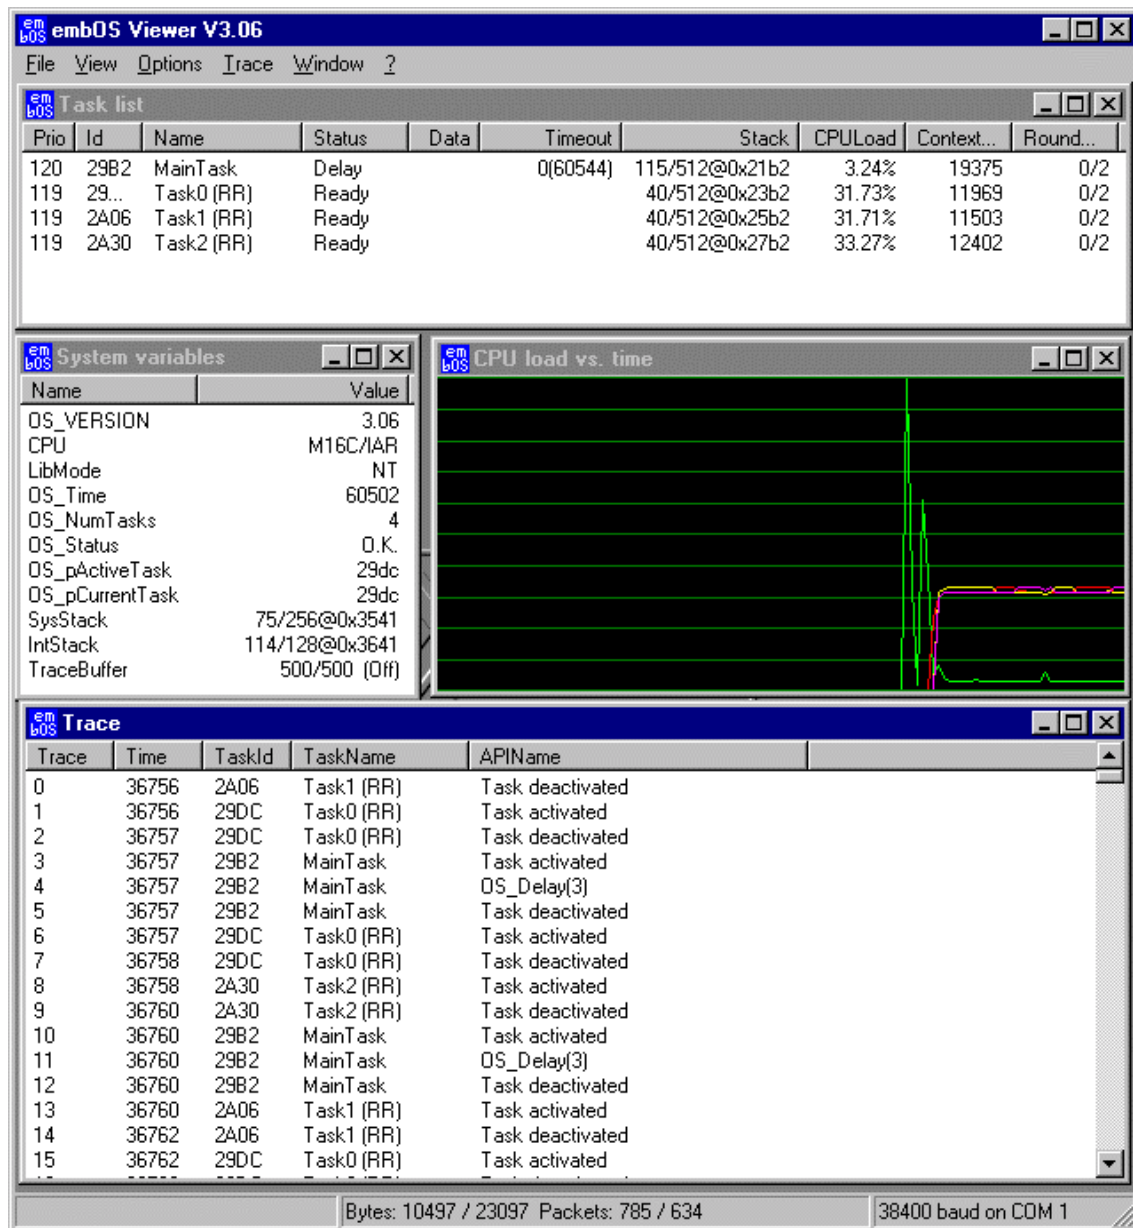 em bOS embOS Viewer V3.06
File View Options Trace Window ?
em bOS Task list
Prio Id Name Status Data Timeout Stack CPULoad Context... Round...
120 29B2 MainTask Delay 0(60544) 115/512@0x21b2 3.24% 19375 0/2
119 29... Task0 (RR) Ready 40/512@0x23b2 31.73% 11969 0/2
119 2A06 Task1 (RR) Ready 40/512@0x25b2 31.71% 11503 0/2
119 2A30 Task2 (RR) Ready 40/512@0x27b2 33.27% 12402 0/2
em bOS System variables
Name Value
OS_VERSION 3.06
CPU M16C/IAR
LibMode NT
OS_Time 60502
OS_NumTasks 4
OS_Status O.K.
OS_pActiveTask 29dc
OS_pCurrentTask 29dc
SysStack 75/256@0x3541
IntStack 114/128@0x3641
TraceBuffer 500/500 (Off)
em bOS CPU load vs. time
em bOS Trace
Trace Time TaskId TaskName APIName
0 36756 2A06 Task1 (RR) Task deactivated
1 36756 29DC Task0 (RR) Task activated
2 36757 29DC Task0 (RR) Task deactivated
3 36757 29B2 MainTask Task activated
4 36757 29B2 MainTask OS_Delay(3)
5 36757 29B2 MainTask Task deactivated
6 36757 29DC Task0 (RR) Task activated
7 36758 29DC Task0 (RR) Task deactivated
8 36758 2A30 Task2 (RR) Task activated
9 36760 2A30 Task2 (RR) Task deactivated
10 36760 29B2 MainTask Task activated
11 36760 29B2 MainTask OS_Delay(3)
12 36760 29B2 MainTask Task deactivated
13 36760 2A06 Task1 (RR) Task activated
14 36762 2A06 Task1 (RR) Task deactivated
15 36762 29DC Task0 (RR) Task activated
Bytes: 10497 / 23097 Packets: 785 / 634
38400 baud on COM 1